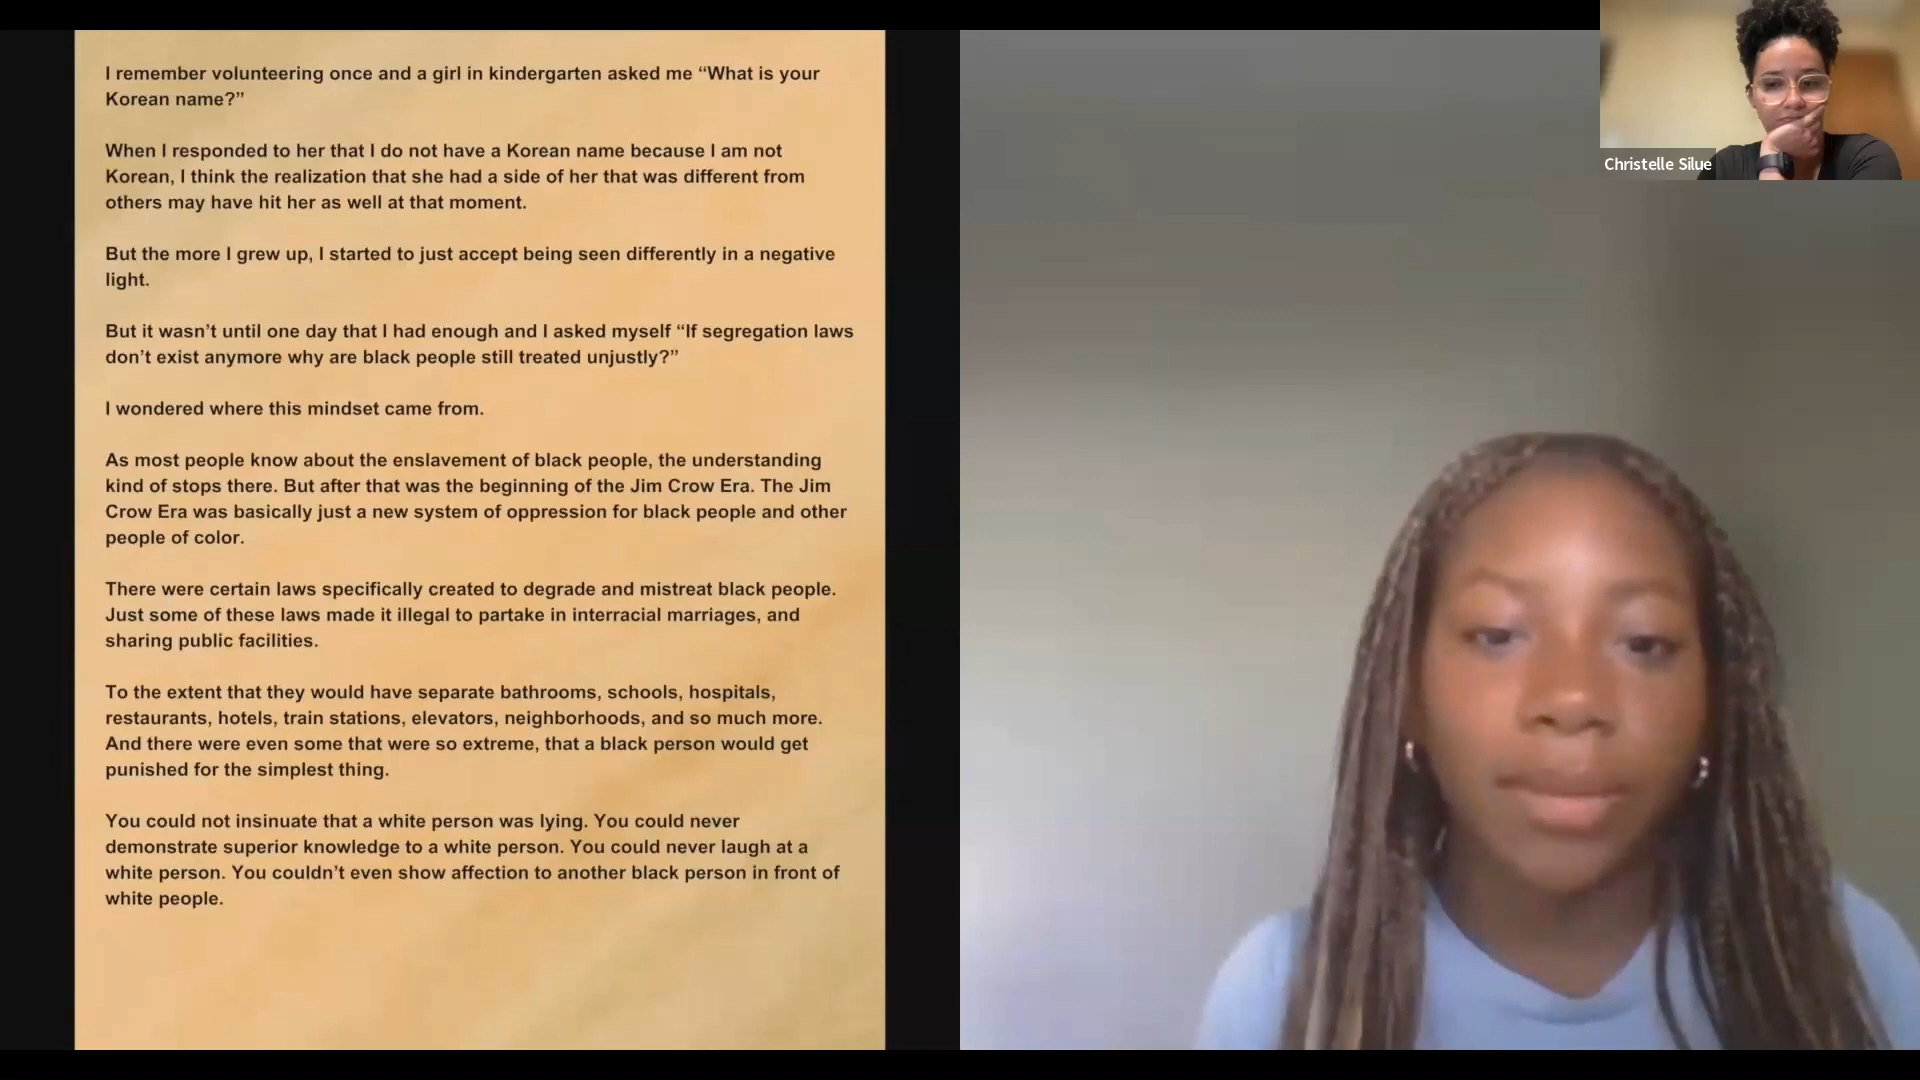 I remember volunteering once and a girl in kindergarten asked me “What is your
Korean name?”
When I responded to her that I do not have a Korean name because I am not
Korean, I think the realization that she had a side of her that was different from
others may have hit her as well at that moment.
But the more I grew up, I started to just accept being seen differently in a negative
light.
But it wasn’t until one day that I had enough and I asked myself “If segregation laws
don’t exist anymore why are black people still treated unjustly?”
I wondered where this mindset came from.
As most people know about the enslavement of black people, the understanding
kind of stops there. But after that was the beginning of the Jim Crow Era. The Jim
Crow Era was basically just a new system of oppression for black people and other
people of color.
There were certain laws specifically created to degrade and mistreat black people.
Just some of these laws made it illegal to partake in interracial marriages, and
sharing public facilities.
To the extent that they would have separate bathrooms, schools, hospitals,
restaurants, hotels, train stations, elevators, neighborhoods, and so much more.
And there were even some that were so extreme, that a black person would get
punished for the simplest thing.
You could not insinuate that a white person was lying. You could never
demonstrate superior knowledge to a white person. You could never laugh at a
white person. You couldn’t even show affection to another black person in front of
white people.
Christelle Silue